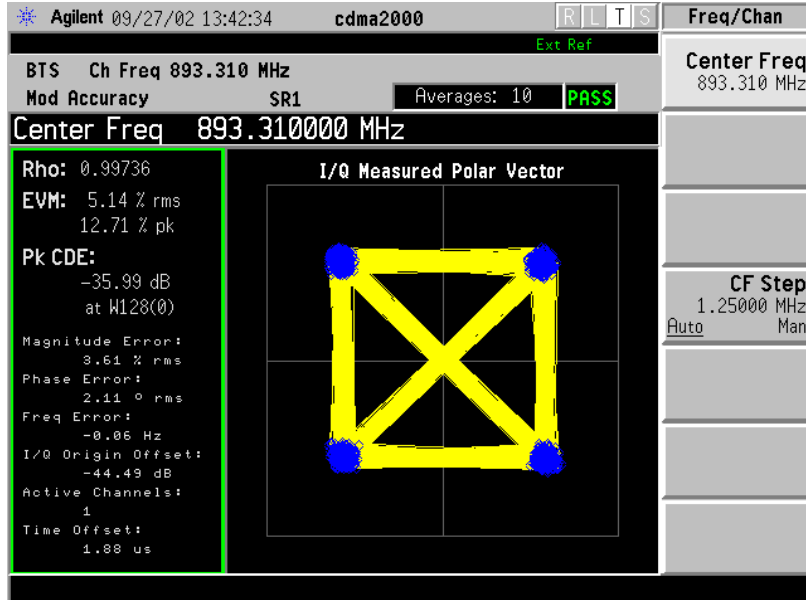 Agilent 09/27/02 13:42:34 cdma2000 R L T S Freq/Chan
Ext Ref
BTS Ch Freq 893.310 MHz
Mod Accuracy SR1 Averages: 10 PASS
Center Freq 893.310000 MHz
Rho: 0.99736
EVM: 5.14 % rms
12.71 % pk
Pk CDE:
-35.99 dB
at W128(0)
Magnitude Error:
3.61 % rms
Phase Error:
2.11 º rms
Freq Error:
-0.06 Hz
I/Q Origin Offset:
-44.49 dB
Active Channels:
1
Time Offset:
1.88 us
I/Q Measured Polar Vector
Center Freq
893.310 MHz
CF Step
1.25000 MHz
Auto Man